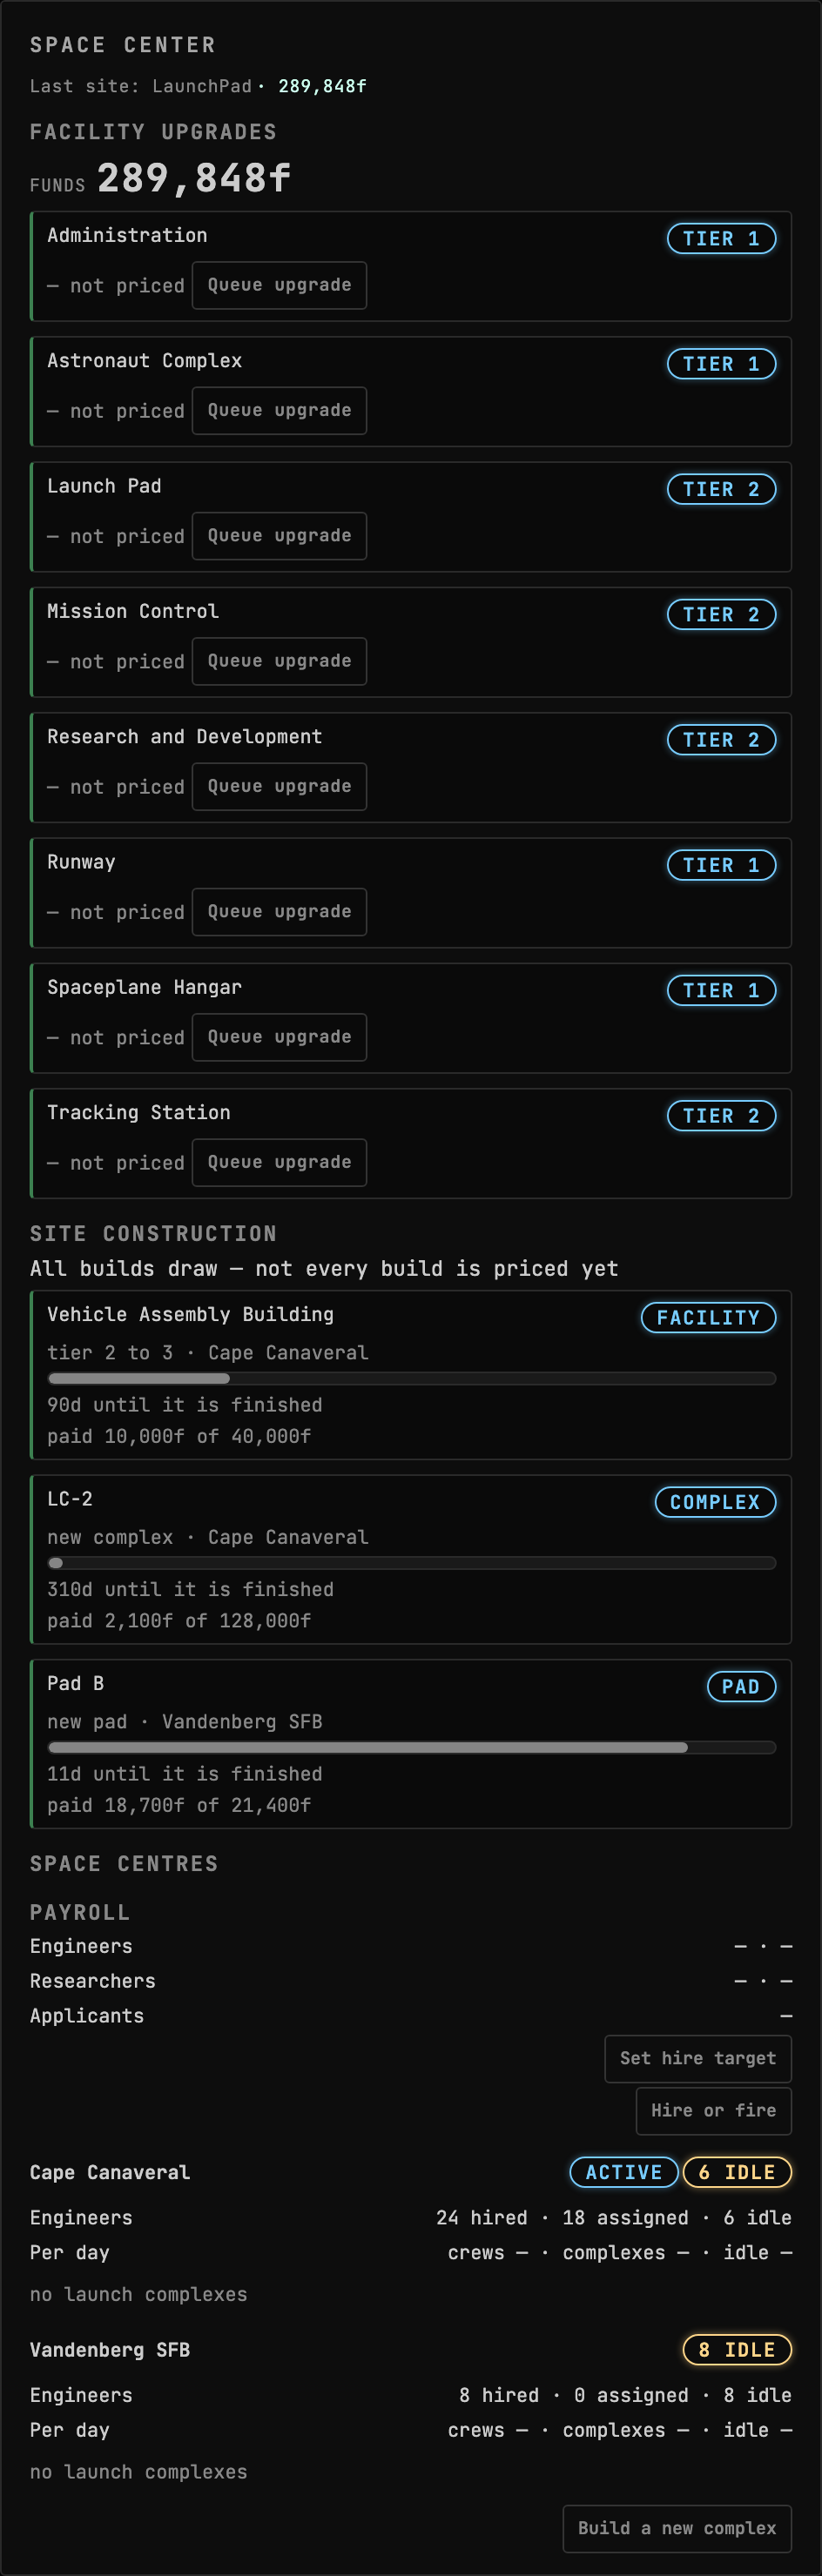 SPACE CENTER
Last site: LaunchPad · 289,848f
FACILITY UPGRADES
FUNDS 289,848f
Administration TIER 1
— not priced Queue upgrade
Astronaut Complex TIER 1
— not priced Queue upgrade
Launch Pad TIER 2
— not priced Queue upgrade
Mission Control TIER 2
— not priced Queue upgrade
Research and Development TIER 2
— not priced Queue upgrade
Runway TIER 1
— not priced Queue upgrade
Spaceplane Hangar TIER 1
— not priced Queue upgrade
Tracking Station TIER 2
— not priced Queue upgrade
SITE CONSTRUCTION
All builds draw — not every build is priced yet
Vehicle Assembly Building FACILITY
tier 2 to 3 · Cape Canaveral
90d until it is finished
paid 10,000f of 40,000f
LC-2 COMPLEX
new complex · Cape Canaveral
310d until it is finished
paid 2,100f of 128,000f
Pad B PAD
new pad · Vandenberg SFB
11d until it is finished
paid 18,700f of 21,400f
SPACE CENTRES
PAYROLL
Engineers — · —
Researchers — · —
Applicants —
Set hire target
Hire or fire
Cape Canaveral ACTIVE 6 IDLE
Engineers 24 hired · 18 assigned · 6 idle
Per day crews — · complexes — · idle —
no launch complexes
Vandenberg SFB 8 IDLE
Engineers 8 hired · 0 assigned · 8 idle
Per day crews — · complexes — · idle —
no launch complexes
Build a new complex